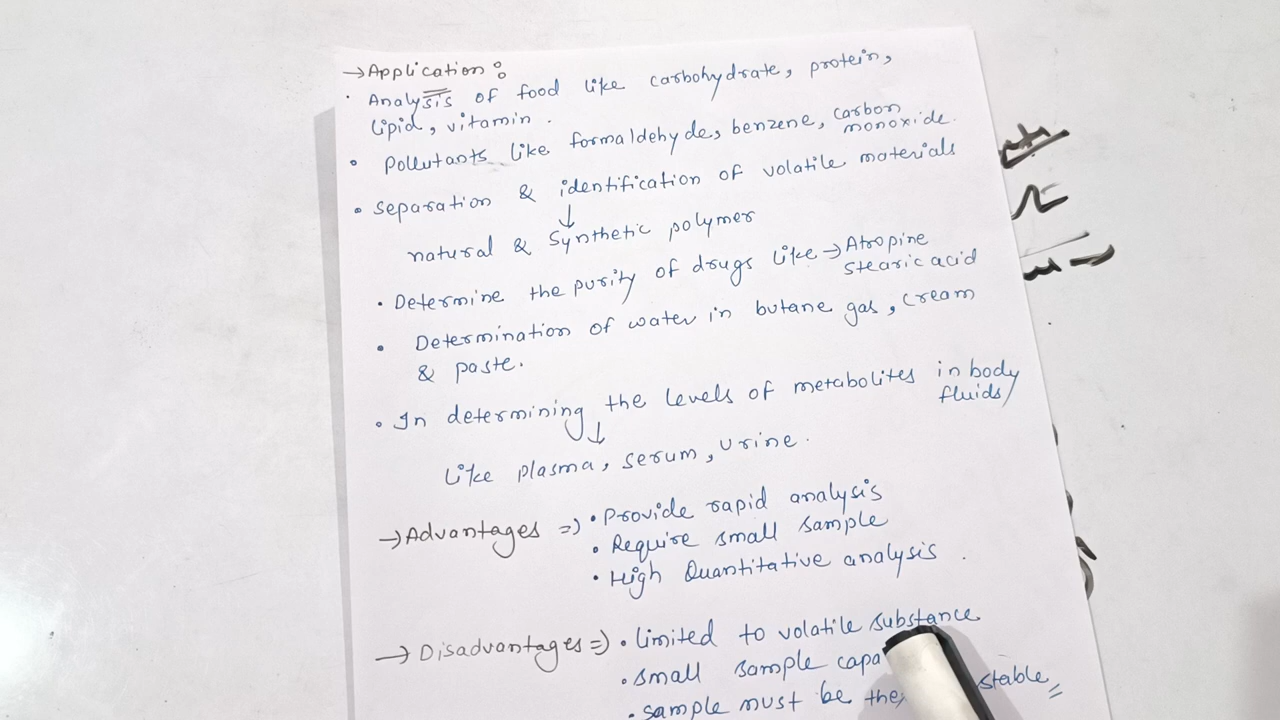 →Application :
· Analysis of food like carbohydrate, protein,
lipid, vitamin.
• pollutants like formaldehyde, benzene, carbon
monoxide.
• separation & identification of volatile materials
↓
natural & synthetic polymer
• Determine the purity of drugs like → Atropine
stearic acid
• Determination of water in butane gas, cream
& paste.
• In determining the levels of metabolites in body
fluids
↓
like plasma, serum, urine.
→Advantages ⇒ • Provide rapid analysis
• Require small sample
• High Quantitative analysis.
→ Disadvantages ⇒ • limited to volatile substance
• small sample capa
• sample must be the stable